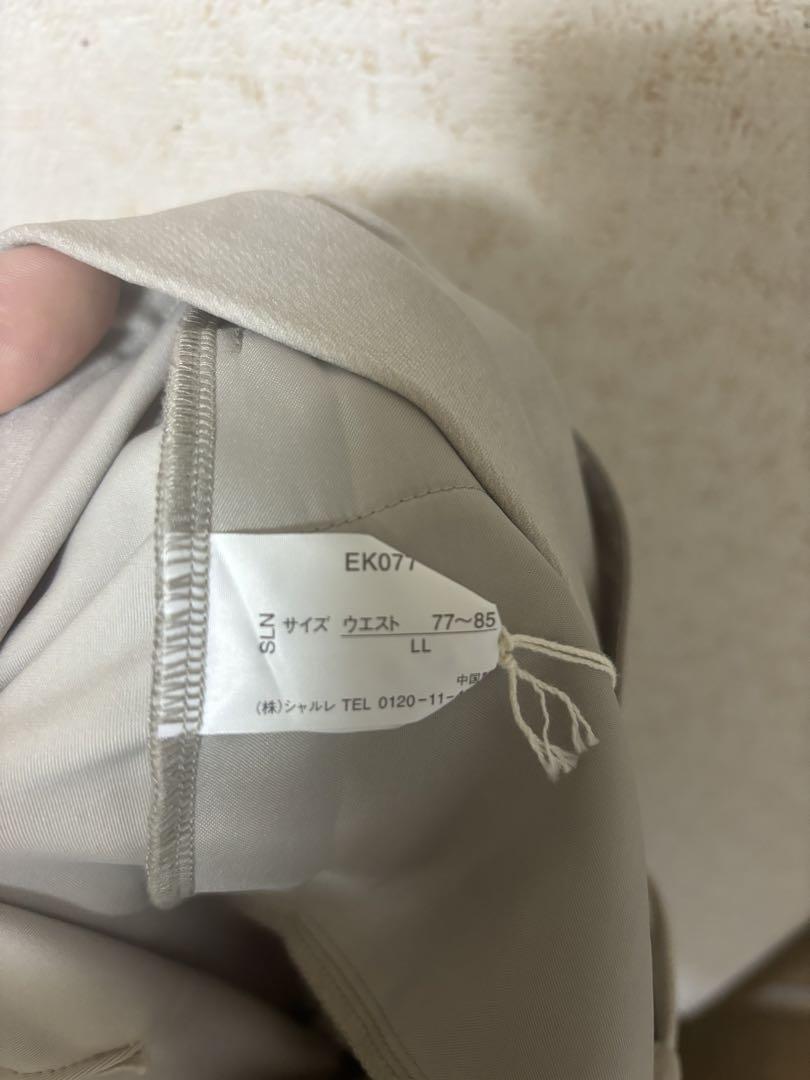 EK077
SLN
サイズ ウエスト 77〜85
LL
中国
(株)シャルレ TEL 0120-11-